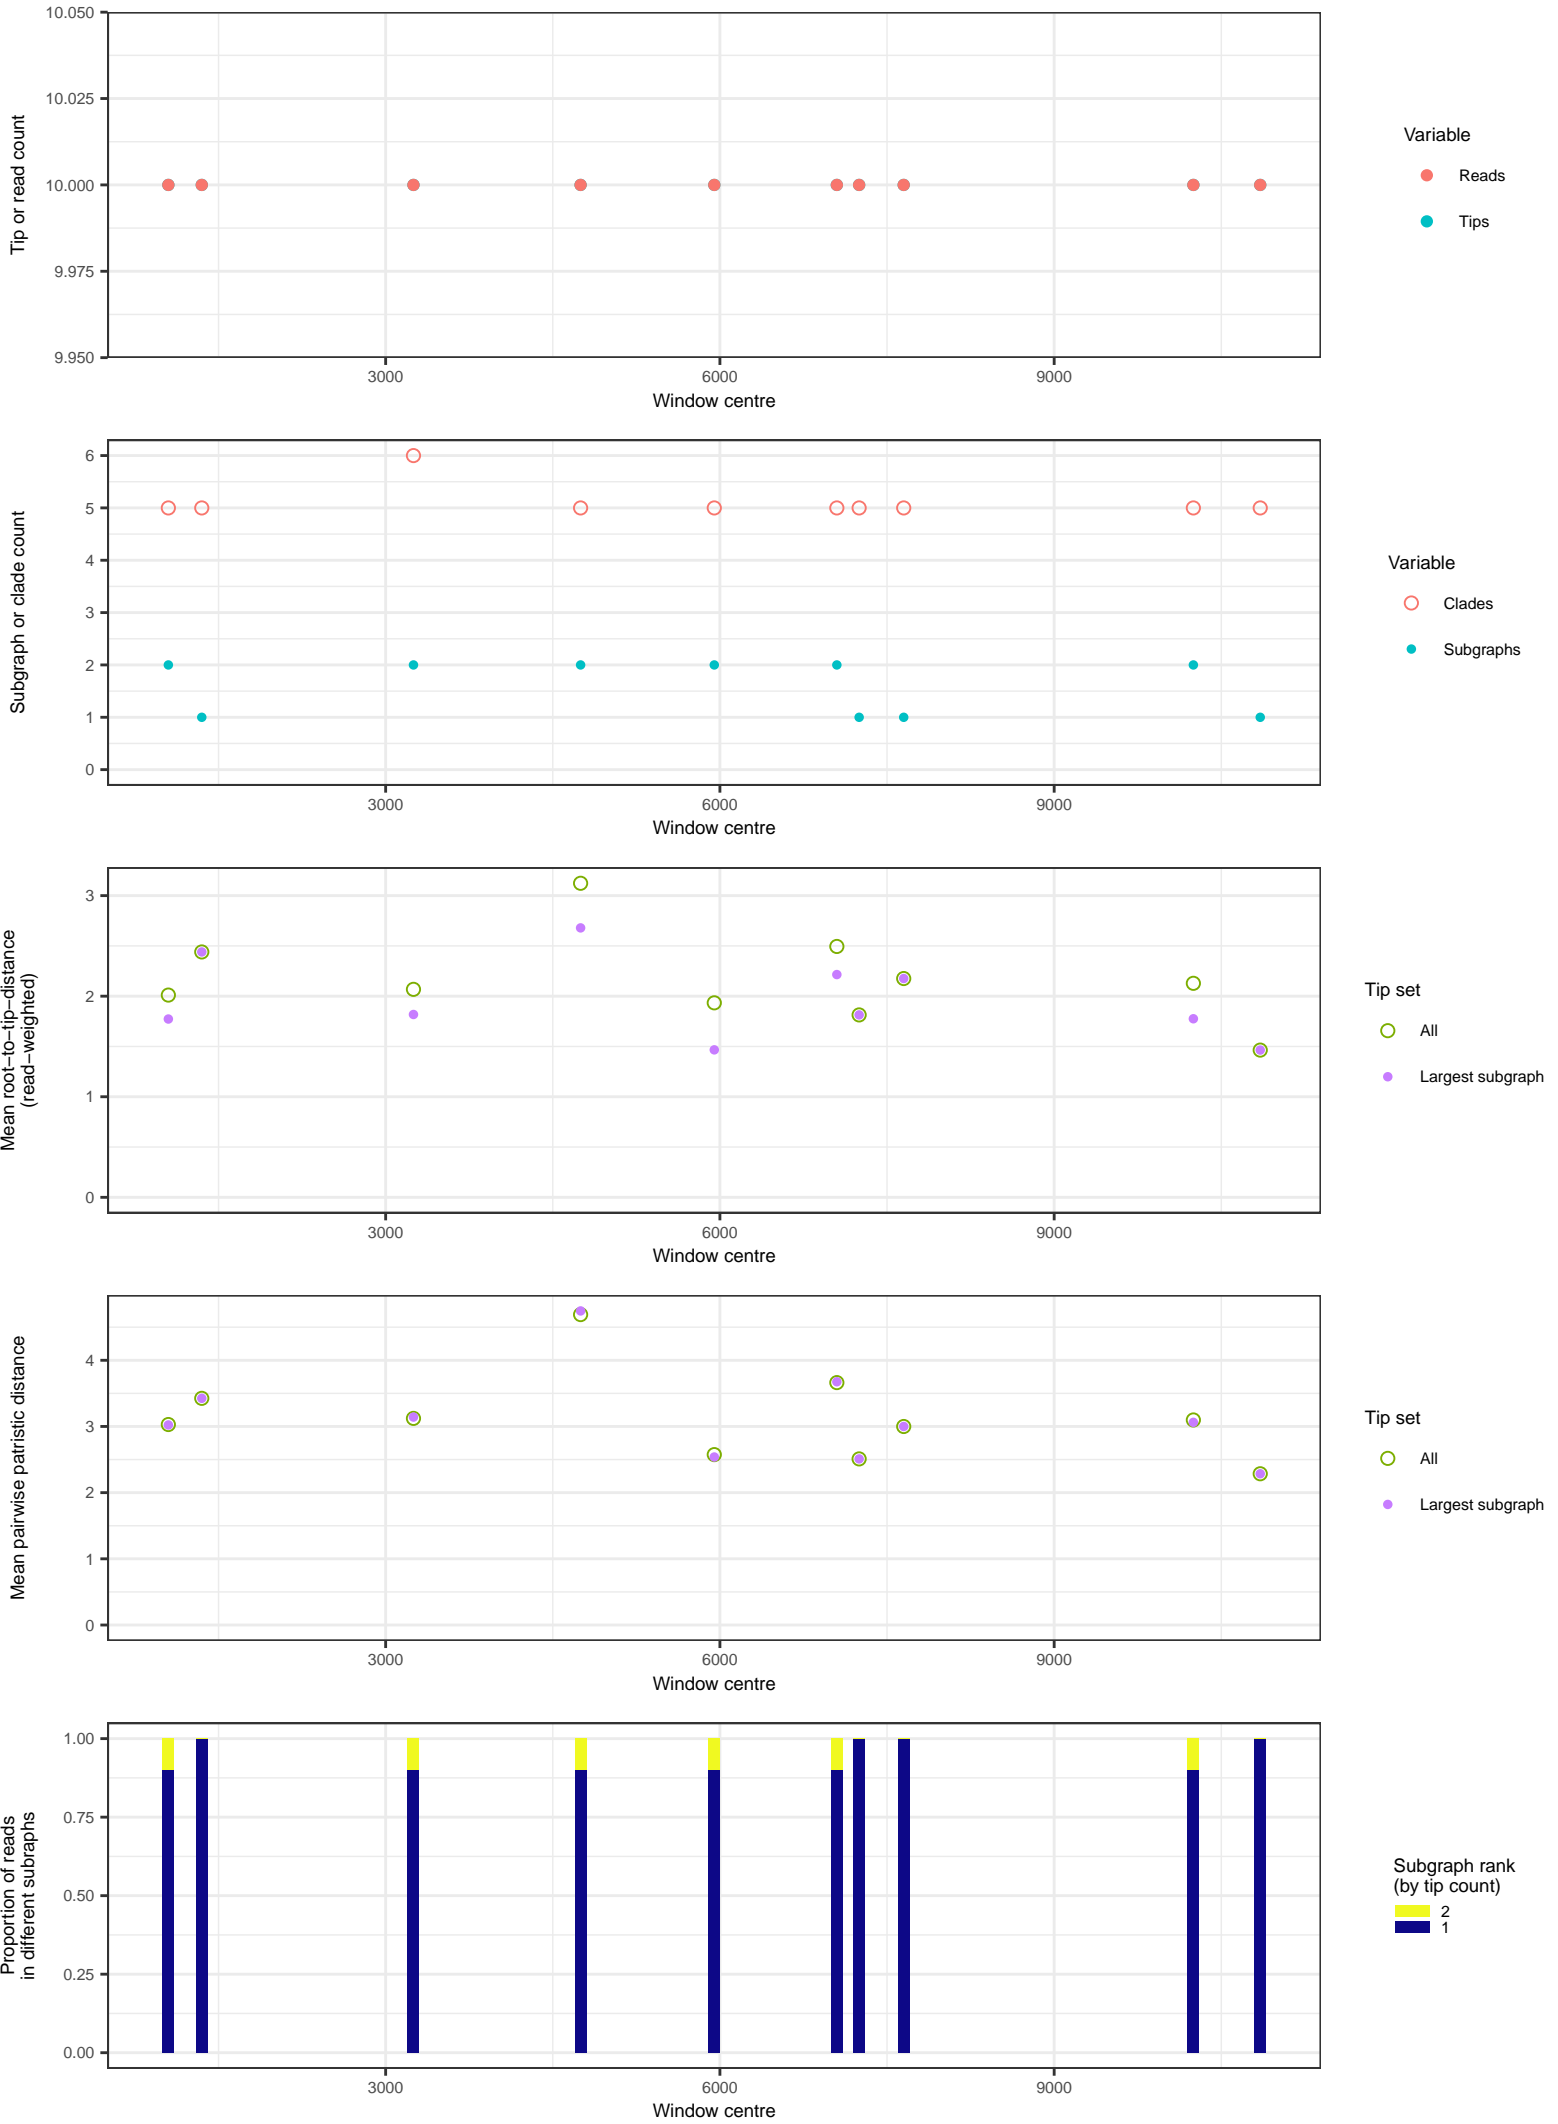 10.050
10.025
10.000
9.975
9.950
Tip or read count
3000
6000
9000
Window centre
Variable
Reads
Tips
6
5
4
3
2
1
0
Subgraph or clade count
3000
6000
9000
Window centre
Variable
Clades
Subgraphs
3
2
1
0
Mean root−to−tip−distance
(read−weighted)
3000
6000
9000
Window centre
Tip set
All
Largest subgraph
4
3
2
1
0
Mean pairwise patristic distance
3000
6000
9000
Window centre
Tip set
All
Largest subgraph
1.00
0.75
0.50
0.25
0.00
Proportion of reads
in different subraphs
3000
6000
9000
Window centre
Subgraph rank
(by tip count)
2
1